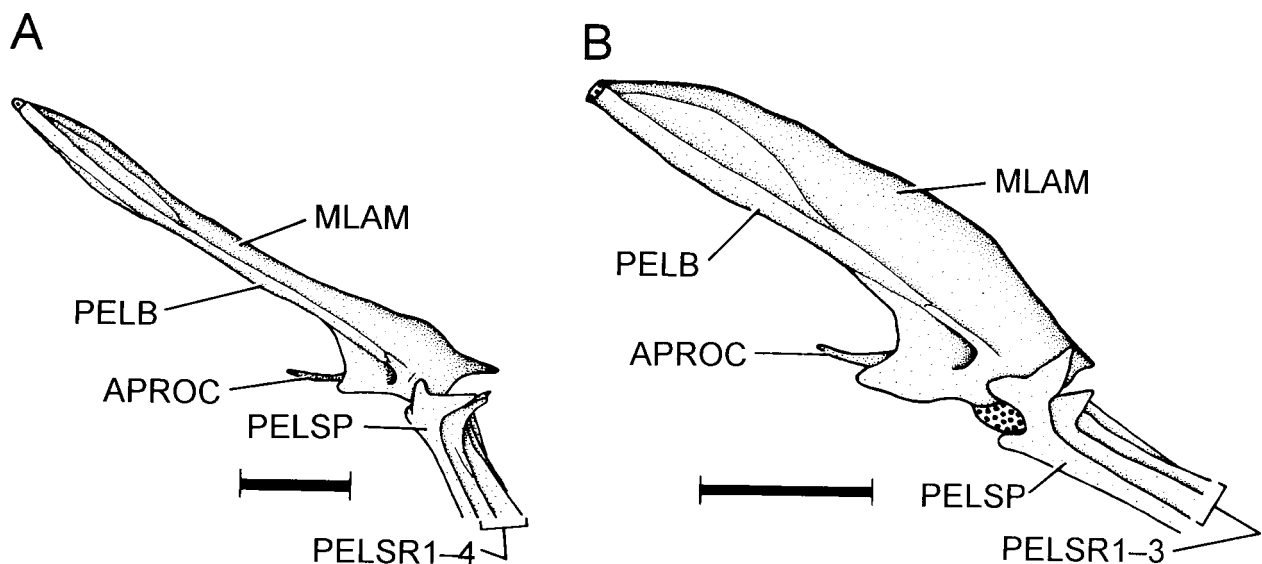 A
MLAM
PELB
APROC
PELSP
PELSR1–4
B
MLAM
PELB
APROC
PELSP
PELSR1–3